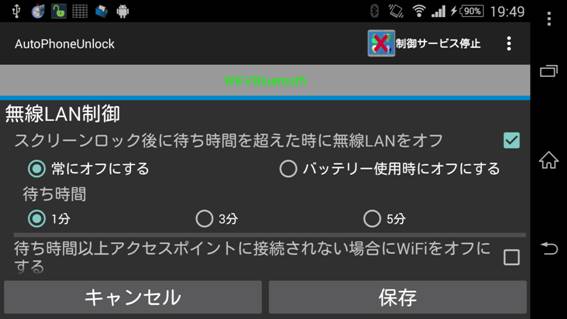 90% 19:49
AutoPhoneUnlock
制御サービス停止
WiFi/Bluetooth
無線LAN制御
スクリーンロック後に待ち時間を超えた時に無線LANをオフ
常にオフにする
バッテリー使用時にオフにする
待ち時間
1分
3分
5分
待ち時間以上アクセスポイントに接続されない場合にWiFiをオフに
する
キャンセル
保存